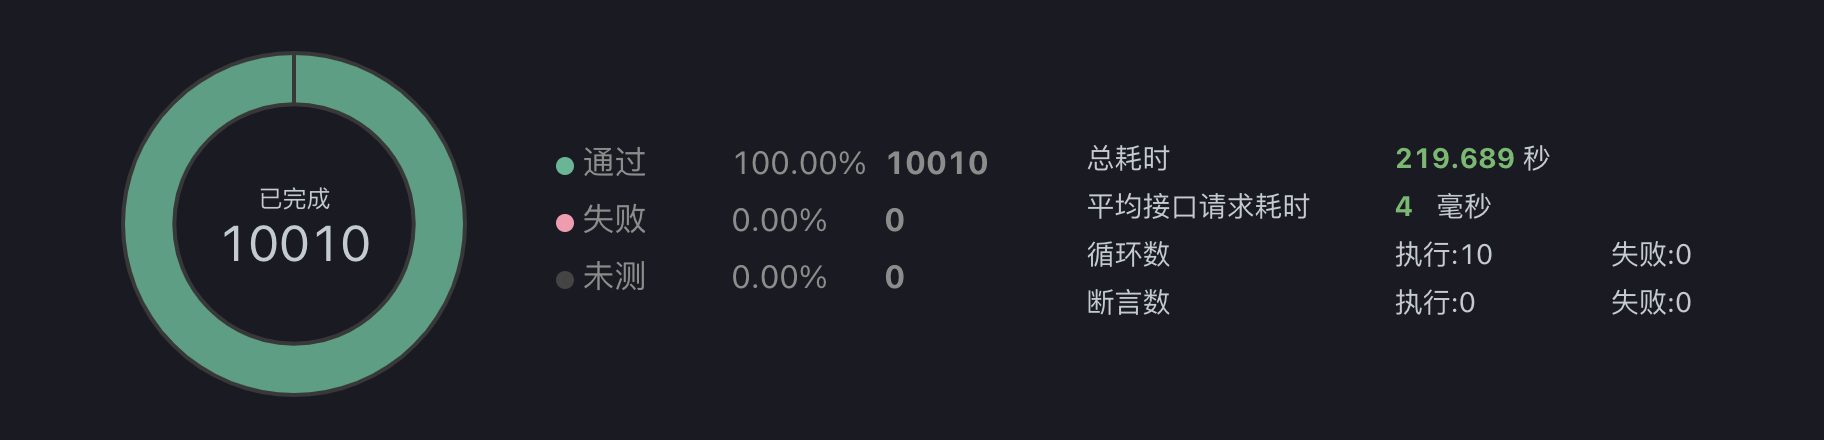 已完成
10010
通过 100.00% 10010
失败 0.00% 0
未测 0.00% 0
总耗时 219.689 秒
平均接口请求耗时 4 毫秒
循环数 执行:10 失败:0
断言数 执行:0 失败:0